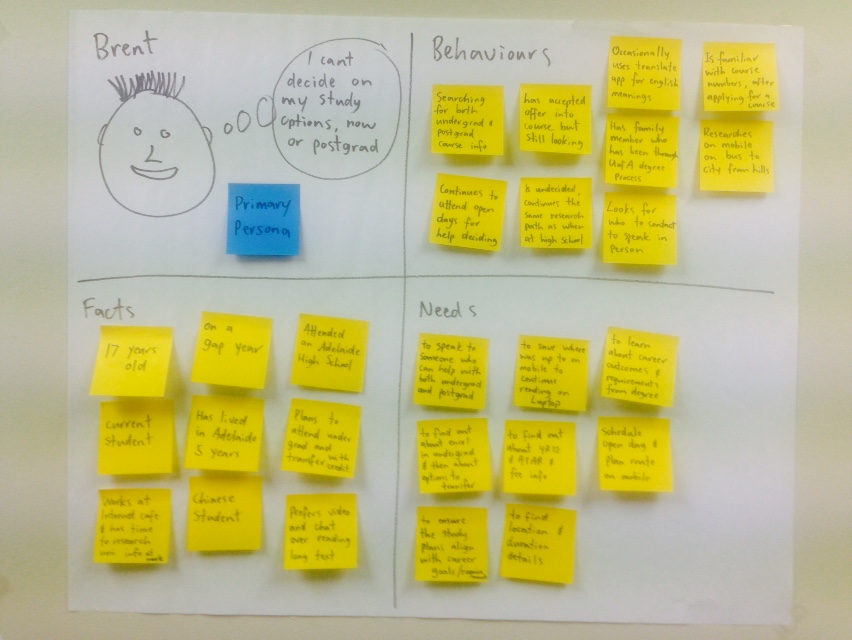 Brent
I cant
decide on
my study
options, now
or postgrad
Primary
Persona
Behaviours
Searching
for both
undergrad &
postgrad
course info
has accepted
offer into
course but
still looking
Occasionally
uses translate
app for english
meanings
Is familiar
with course
numbers, after
applying for a
course
Has family
member who
has been through
UofA degree
process
Researches
on mobile
on bus to
city from hills
Continues to
attend open
days for
help deciding
Is undecided,
continues the
same research
path as when
at high school
Looks for
who to contact
to speak in
person
Facts
17 years
old
on a
gap year
Attended
an Adelaide
High School
current
student
Has lived
in Adelaide
5 years
Plans to
attend under
grad and
transfer with
credit
Works at
internet cafe
& has time
to research
uni info at
work
Chinese
Student
Prefers video
and chat
over reading
long text
Needs
to speak to
someone who
can help with
both undergrad
and postgrad
to save where
was up to on
mobile to
continue
reading on
Laptop
to learn
about career
outcomes &
requirements
from degree
to find out
about enrol
in undergrad
& then about
options to
transfer
to find out
about
& ATAR &
fee info
Schedule
open day &
plan route
on mobile
to ensure
the study
plans align
with career
goals/
to find
location &
duration
details